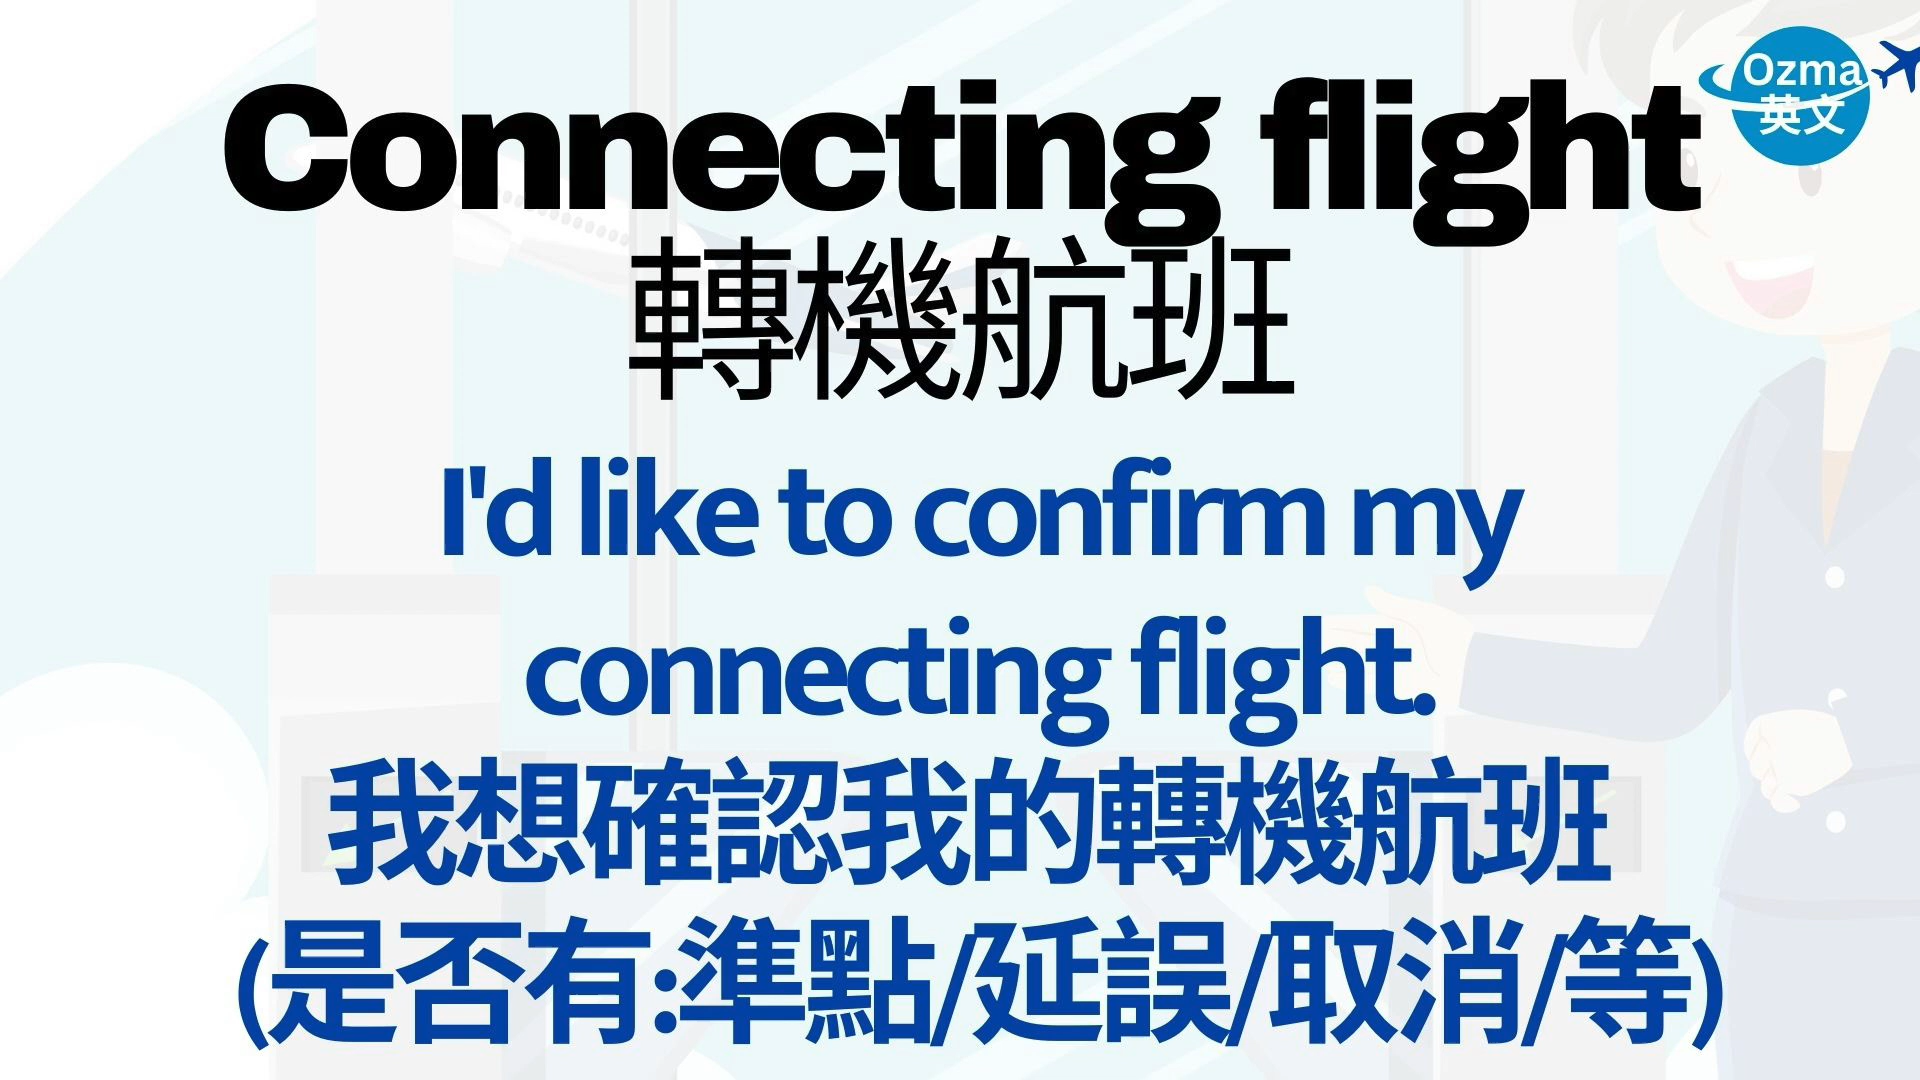 Connecting flight
轉機航班
I'd like to confirm my
connecting flight.
我想確認我的轉機航班
(是否有:準點/延誤/取消/等)
Ozma
英文